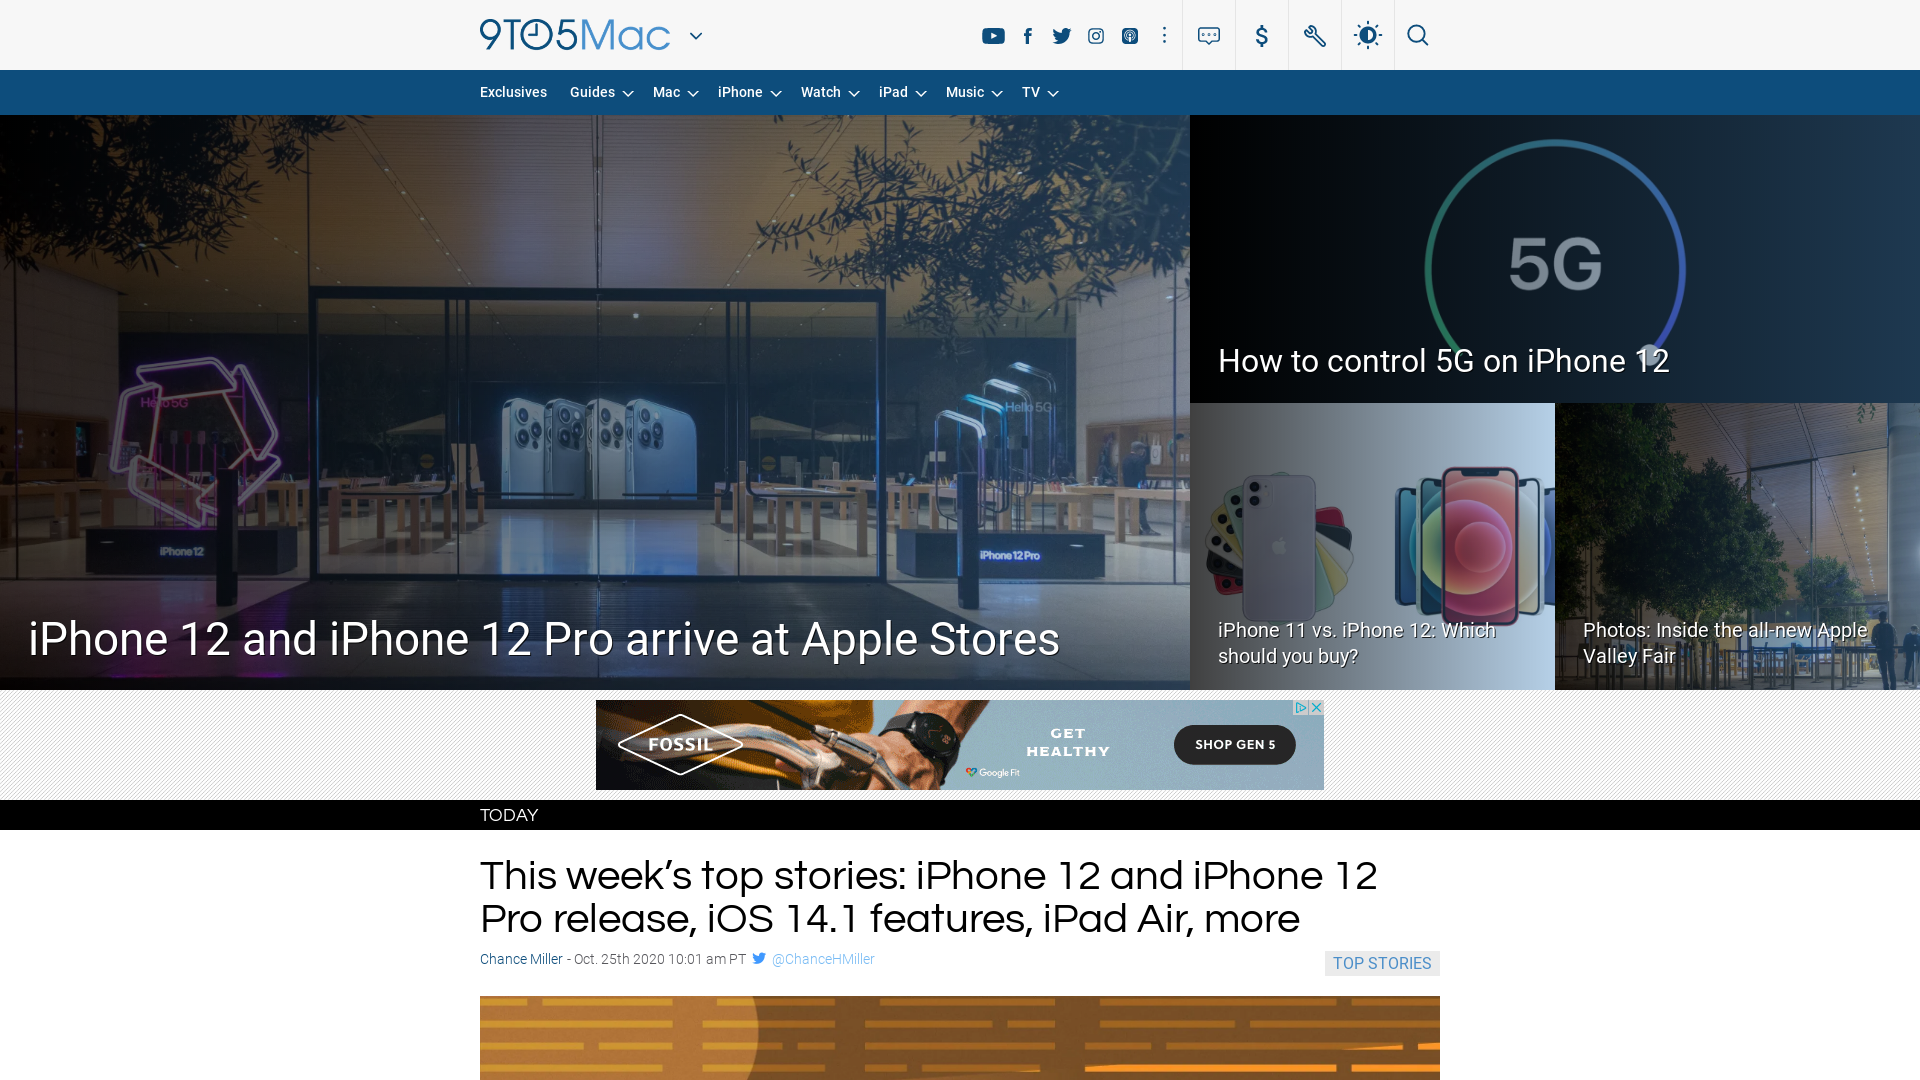 9TO5Mac
Exclusives Guides Mac iPhone Watch iPad Music TV
Hello 5G
Hello 5G
iPhone 12
iPhone 12 Pro
iPhone 12 and iPhone 12 Pro arrive at Apple Stores
5G
How to control 5G on iPhone 12
iPhone 11 vs. iPhone 12: Which
should you buy?
Photos: Inside the all-new Apple
Valley Fair
FOSSIL
GET
HEALTHY
Google Fit
SHOP GEN 5
TODAY
This week’s top stories: iPhone 12 and iPhone 12
Pro release, iOS 14.1 features, iPad Air, more
Chance Miller - Oct. 25th 2020 10:01 am PT @ChanceHMiller
TOP STORIES